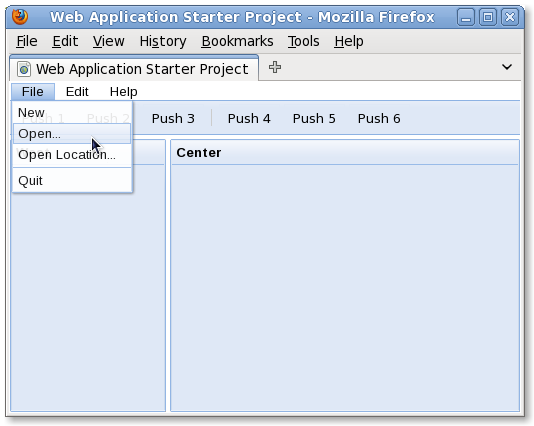 Web Application Starter Project - Mozilla Firefox
File Edit View History Bookmarks Tools Help
Web Application Starter Project
File Edit Help
Push 1 Push 2 Push 3 Push 4 Push 5 Push 6
New
Open...
Open Location...
Quit
Center